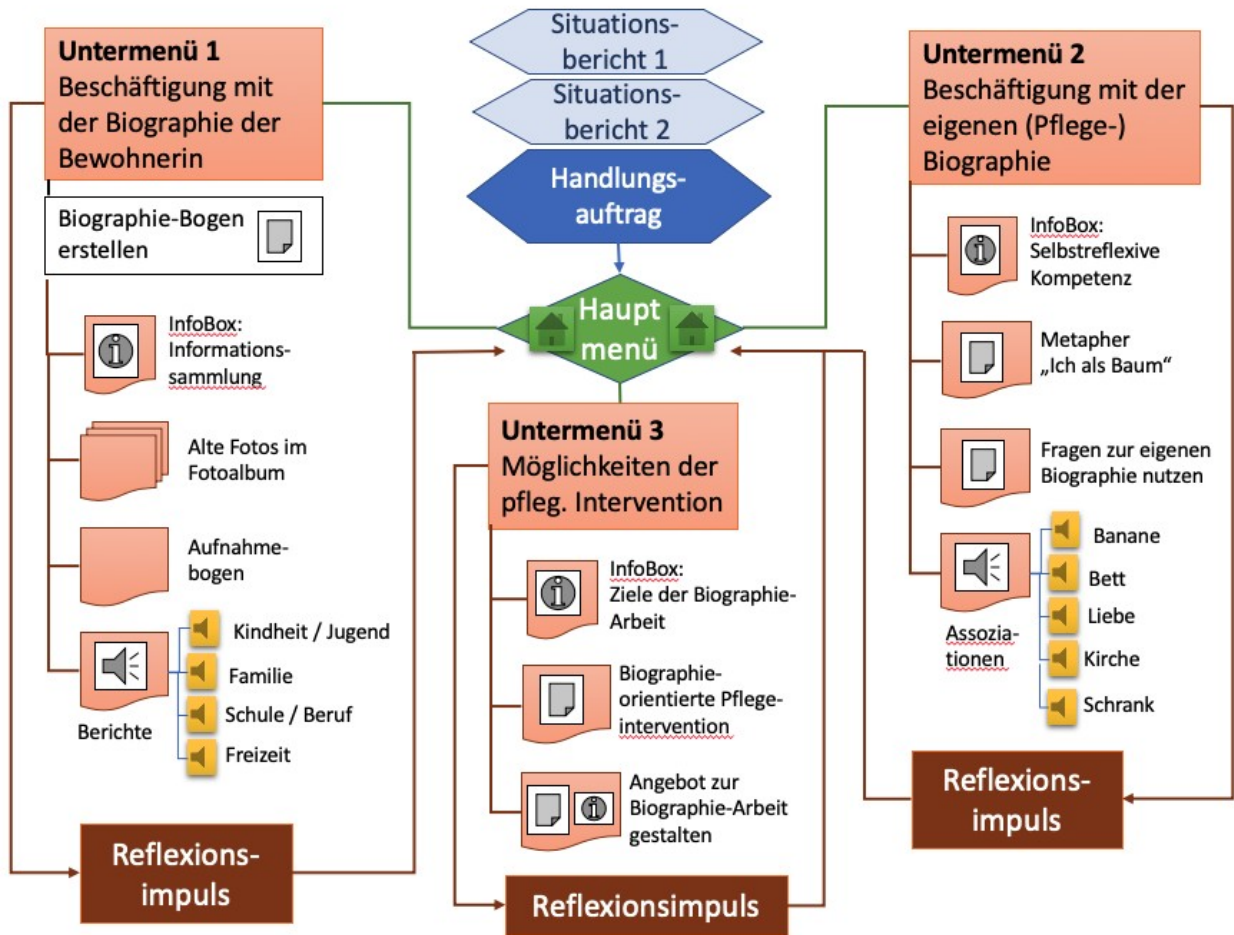 Situations-
bericht 1
Situations-
bericht 2
Handlungs-
auftrag
Haupt
menü
Untermenü 1
Beschäftigung mit
der Biographie der
Bewohnerin
Biographie-Bogen
erstellen
InfoBox:
Informations-
sammlung
Alte Fotos im
Fotoalbum
Aufnahme-
bogen
Berichte
Kindheit / Jugend
Familie
Schule / Beruf
Freizeit
Reflexions-
impuls
Untermenü 3
Möglichkeiten der
pfleg. Intervention
InfoBox:
Ziele der Biographie-
Arbeit
Biographie-
orientierte Pflege-
intervention
Angebot zur
Biographie-Arbeit
gestalten
Reflexionsimpuls
Untermenü 2
Beschäftigung mit der
eigenen (Pflege-)
Biographie
InfoBox:
Selbstreflexive
Kompetenz
Metapher
„Ich als Baum“
Fragen zur eigenen
Biographie nutzen
Assozia-
tionen
Banane
Bett
Liebe
Kirche
Schrank
Reflexions-
impuls